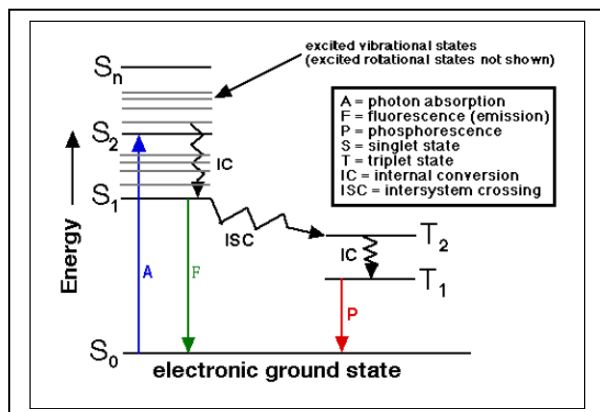 excited vibrational states
(excited rotational states not shown)
A = photon absorption
F = fluorescence (emission)
P = phosphorescence
S = singlet state
T = triplet state
IC = internal conversion
ISC = intersystem crossing
Sn
S2
IC
S1
ISC
T2
IC
T1
Energy
A
F
P
S0
electronic ground state